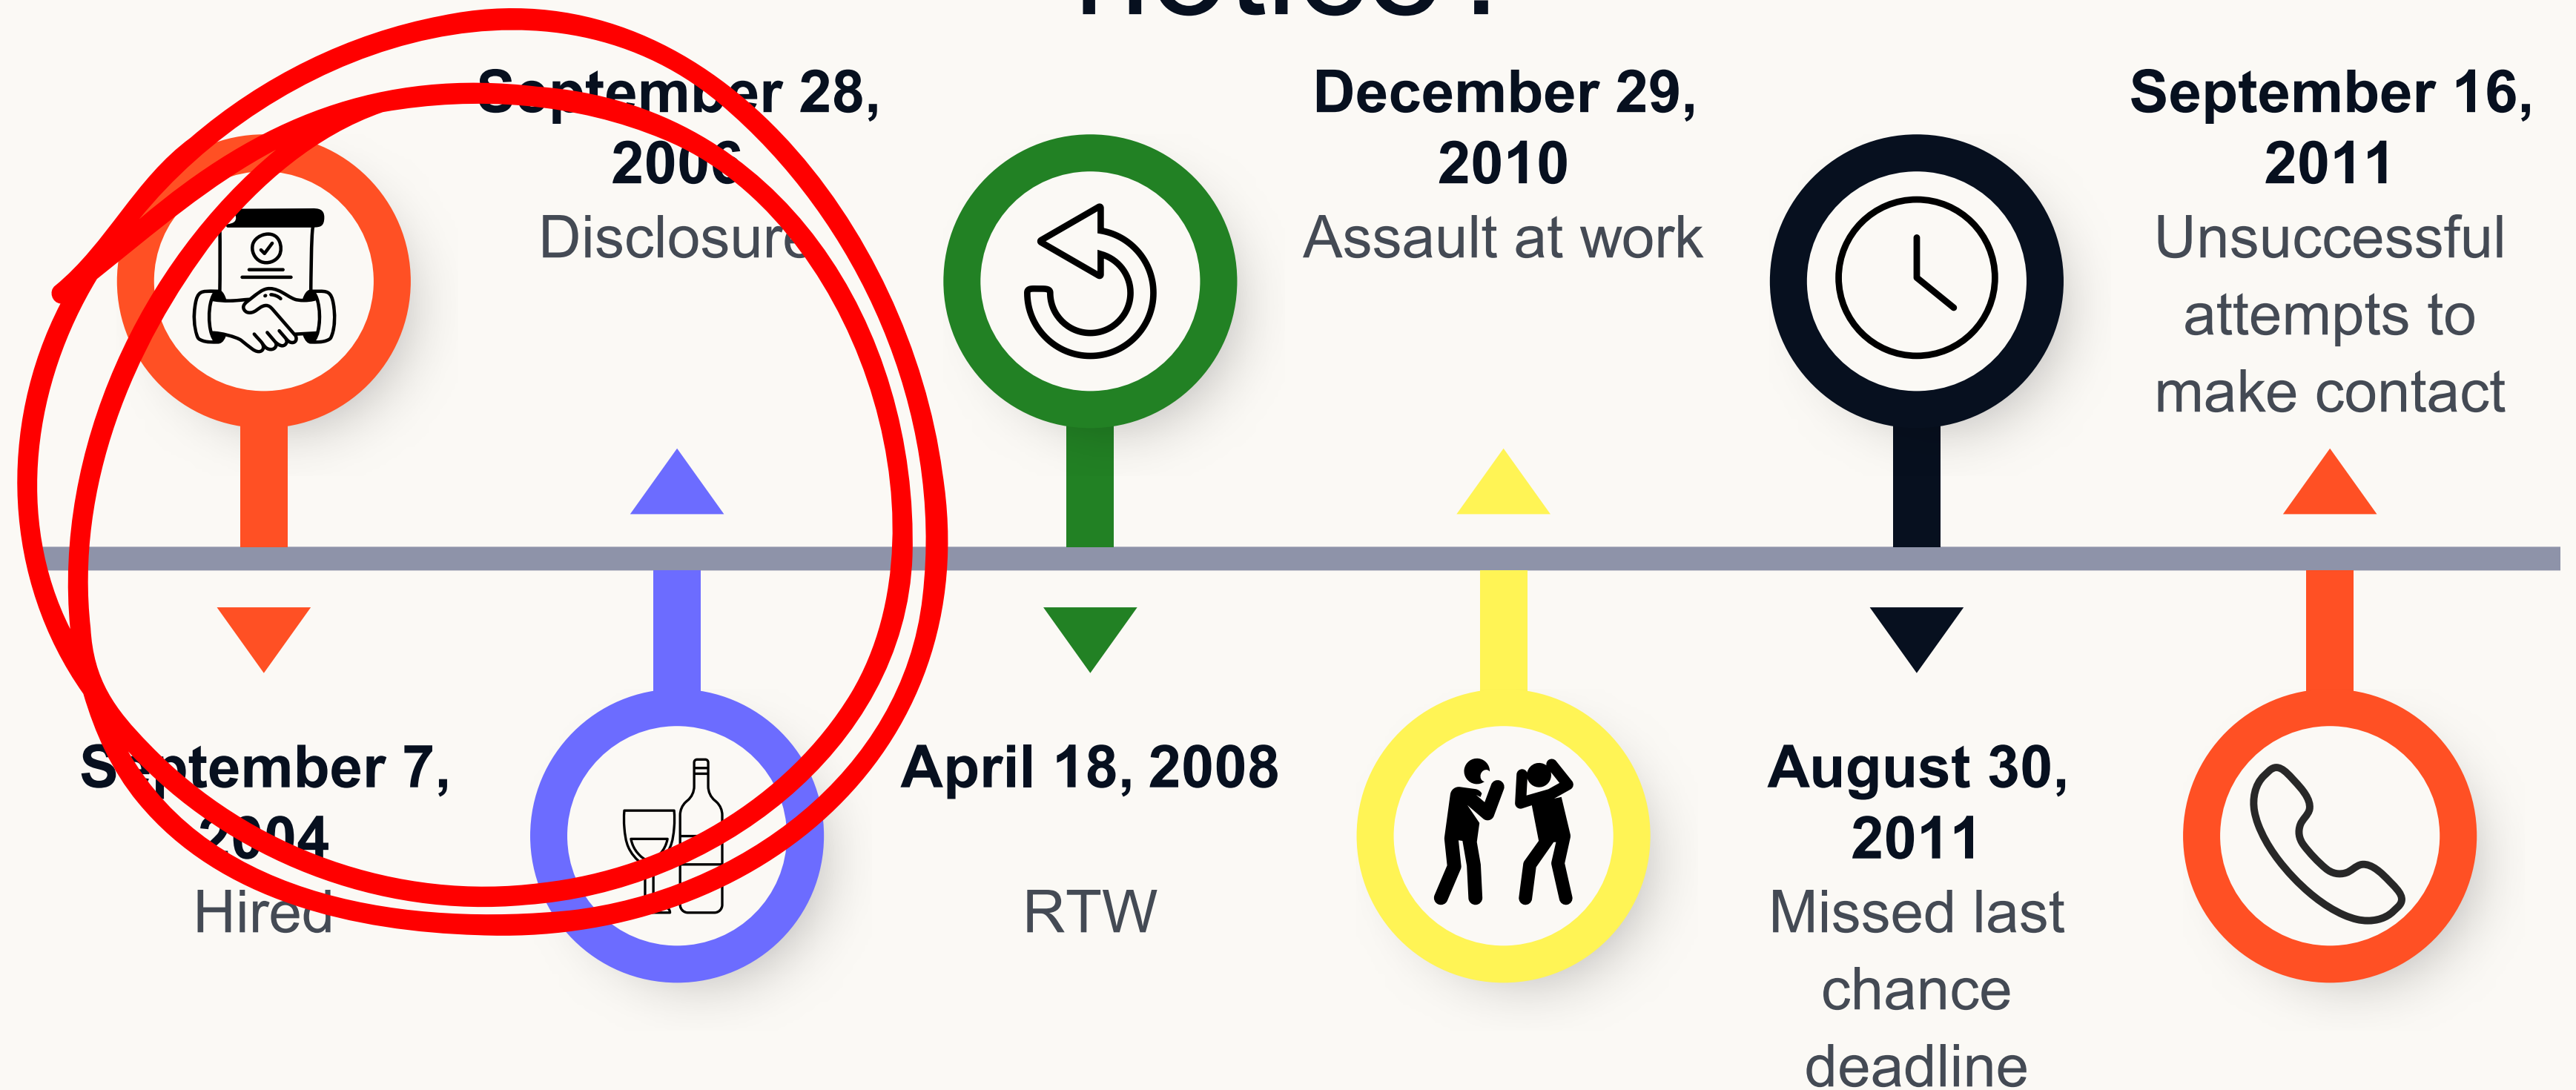 September 7,
2004
Hired
September 28,
2006
Disclosure
April 18, 2008
RTW
December 29,
2010
Assault at work
August 30,
2011
Missed last
chance
deadline
September 16,
2011
Unsuccessful
attempts to
make contact